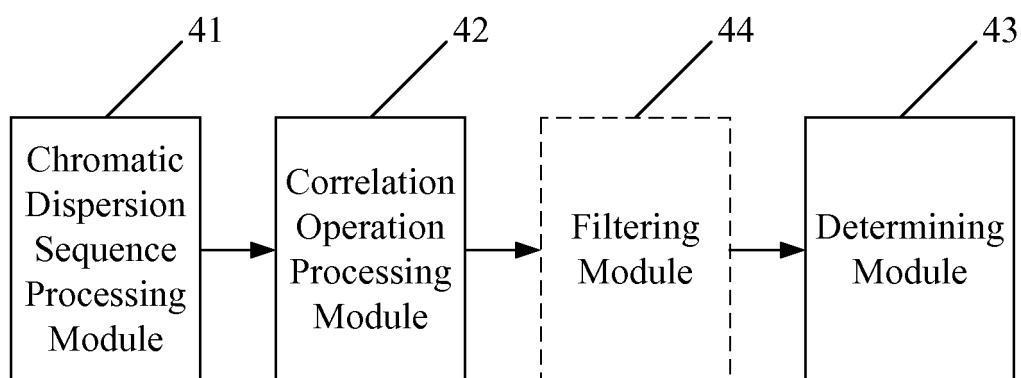 41
42
44
43
Chromatic
Dispersion
Sequence
Processing
Module
Correlation
Operation
Processing
Module
Filtering
Module
Determining
Module